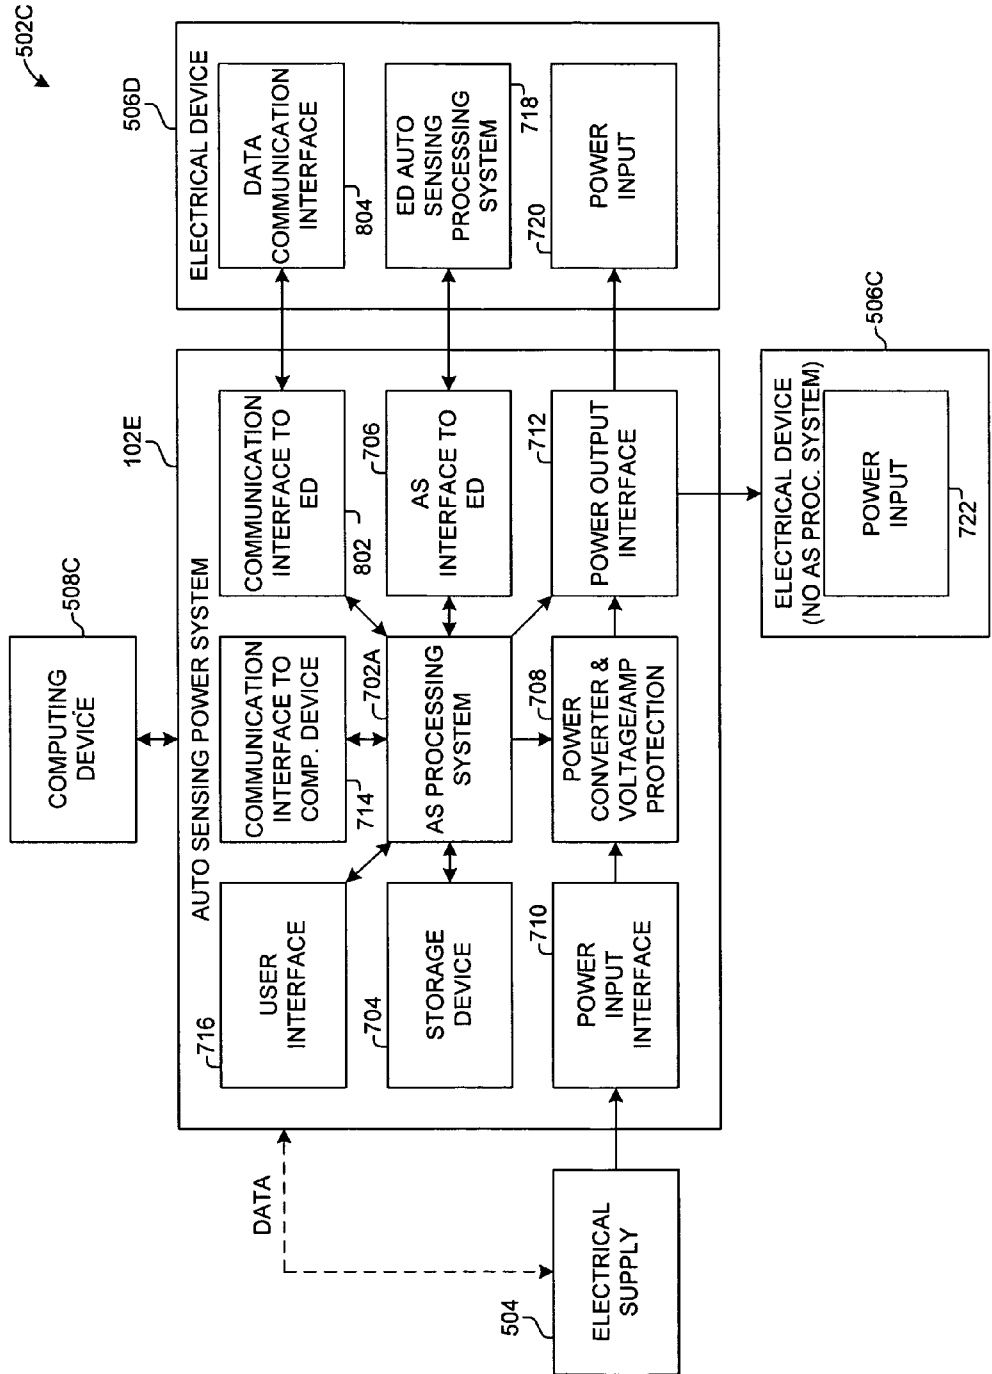 502C
508C
COMPUTING
DEVICE
102E
AUTO SENSING POWER SYSTEM
506D
ELECTRICAL DEVICE
716
USER
INTERFACE
COMMUNICATION
INTERFACE TO
COMP. DEVICE
714
COMMUNICATION
INTERFACE TO
ED
802
DATA
COMMUNICATION
INTERFACE
804
DATA
704
STORAGE
DEVICE
702A
AS PROCESSING
SYSTEM
706
AS
INTERFACE TO
ED
ED AUTO
SENSING
PROCESSING
SYSTEM
718
504
ELECTRICAL
SUPPLY
710
POWER
INPUT
INTERFACE
708
POWER
CONVERTER &
VOLTAGE/AMP
PROTECTION
712
POWER OUTPUT
INTERFACE
720
POWER
INPUT
506C
ELECTRICAL DEVICE
(NO AS PROC. SYSTEM)
POWER
INPUT
722